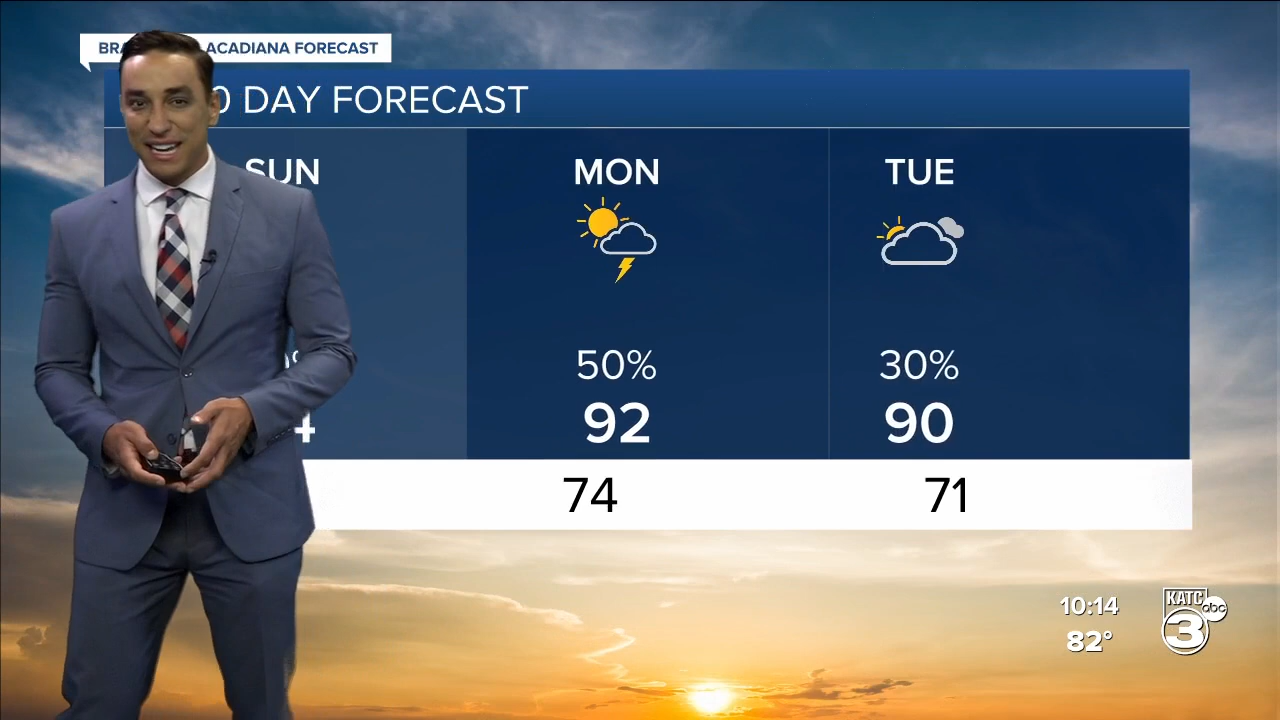 ACADIANA FORECAST
DAY FORECAST
SUN MON TUE
50% 30%
92 90
74 71
10:14
82°
KATC
abc
3